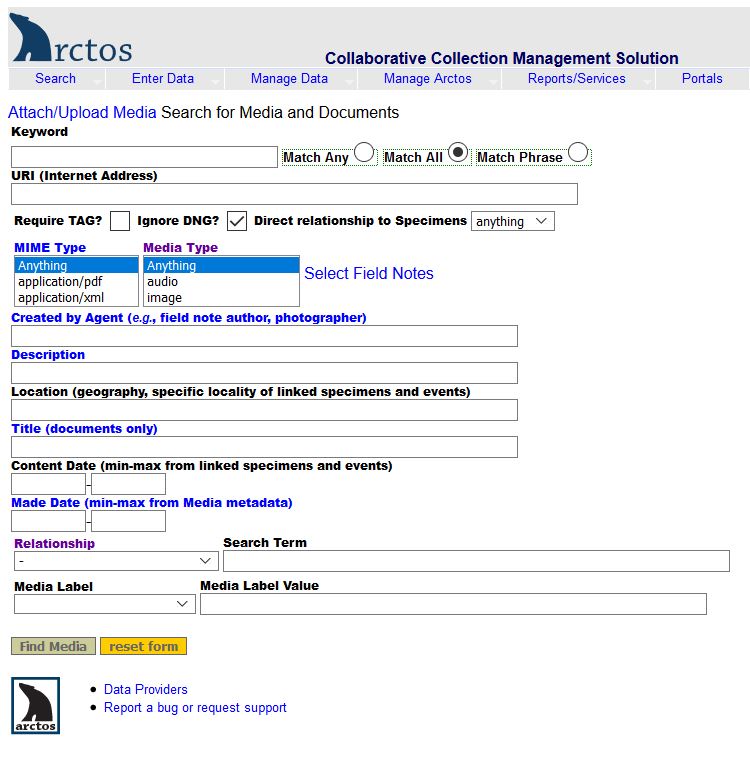 arctos
Collaborative Collection Management Solution
Search Enter Data Manage Data Manage Arctos Reports/Services Portals
Attach/Upload Media Search for Media and Documents
Keyword
Match Any Match All Match Phrase
URI (Internet Address)
Require TAG? Ignore DNG? Direct relationship to Specimens anything
MIME Type Media Type
Anything Anything
application/pdf audio Select Field Notes
application/xml image
Created by Agent (e.g., field note author, photographer)
Description
Location (geography, specific locality of linked specimens and events)
Title (documents only)
Content Date (min-max from linked specimens and events)
-
Made Date (min-max from Media metadata)
-
Relationship Search Term
-
Media Label Media Label Value
Find Media reset form
• Data Providers
• Report a bug or request support
arctos